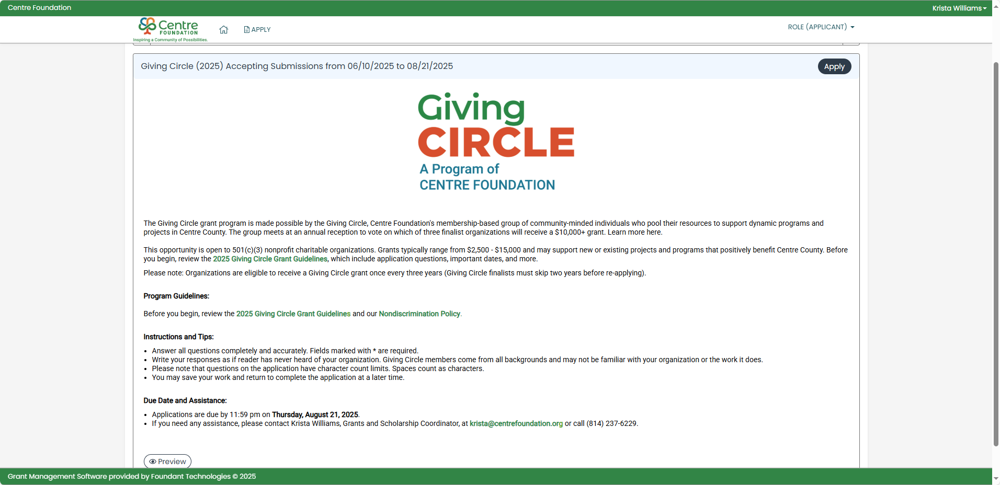 Centre Foundation
Krista Williams
Centre
FOUNDATION
Inspiring a Community of Possibilities.
APPLY
ROLE (APPLICANT)
Giving Circle (2025) Accepting Submissions from 06/10/2025 to 08/21/2025
Apply
Giving
CIRCLE
A Program of
CENTRE FOUNDATION
The Giving Circle grant program is made possible by the Giving Circle, Centre Foundation's membership-based group of community-minded individuals who pool their resources to support dynamic programs and
projects in Centre County. The group meets at an annual reception to vote on which of three finalist organizations will receive a $10,000+ grant. Learn more here.
This opportunity is open to 501(c)(3) nonprofit charitable organizations. Grants typically range from $2,500 - $15,000 and may support new or existing projects and programs that positively benefit Centre County. Before
you begin, review the 2025 Giving Circle Grant Guidelines, which include application questions, important dates, and more.
Please note: Organizations are eligible to receive a Giving Circle grant once every three years (Giving Circle finalists must skip two years before re-applying).
Program Guidelines:
Before you begin, review the 2025 Giving Circle Grant Guidelines and our Nondiscrimination Policy.
Instructions and Tips:
• Answer all questions completely and accurately. Fields marked with * are required.
• Write your responses as if reader has never heard of your organization. Giving Circle members come from all backgrounds and may not be familiar with your organization or the work it does.
• Please note that questions on the application have character count limits. Spaces count as characters.
• You may save your work and return to complete the application at a later time.
Due Date and Assistance:
• Applications are due by 11:59 pm on Thursday, August 21, 2025.
• If you need any assistance, please contact Krista Williams, Grants and Scholarship Coordinator, at krista@centrefoundation.org or call (814) 237-6229.
Preview
Grant Management Software provided by Foundant Technologies © 2025